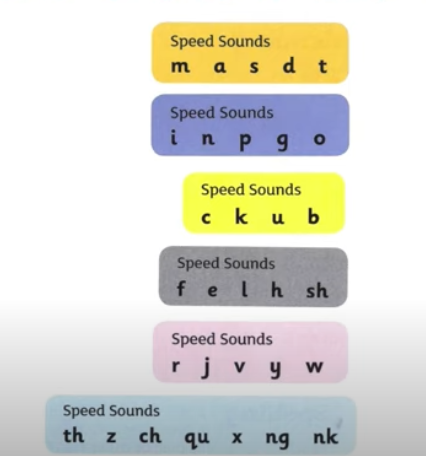 Speed Sounds
m a s d t
Speed Sounds
i n p g o
Speed Sounds
c k u b
Speed Sounds
f e l h sh
Speed Sounds
r j v y w
Speed Sounds
th z ch qu x ng nk